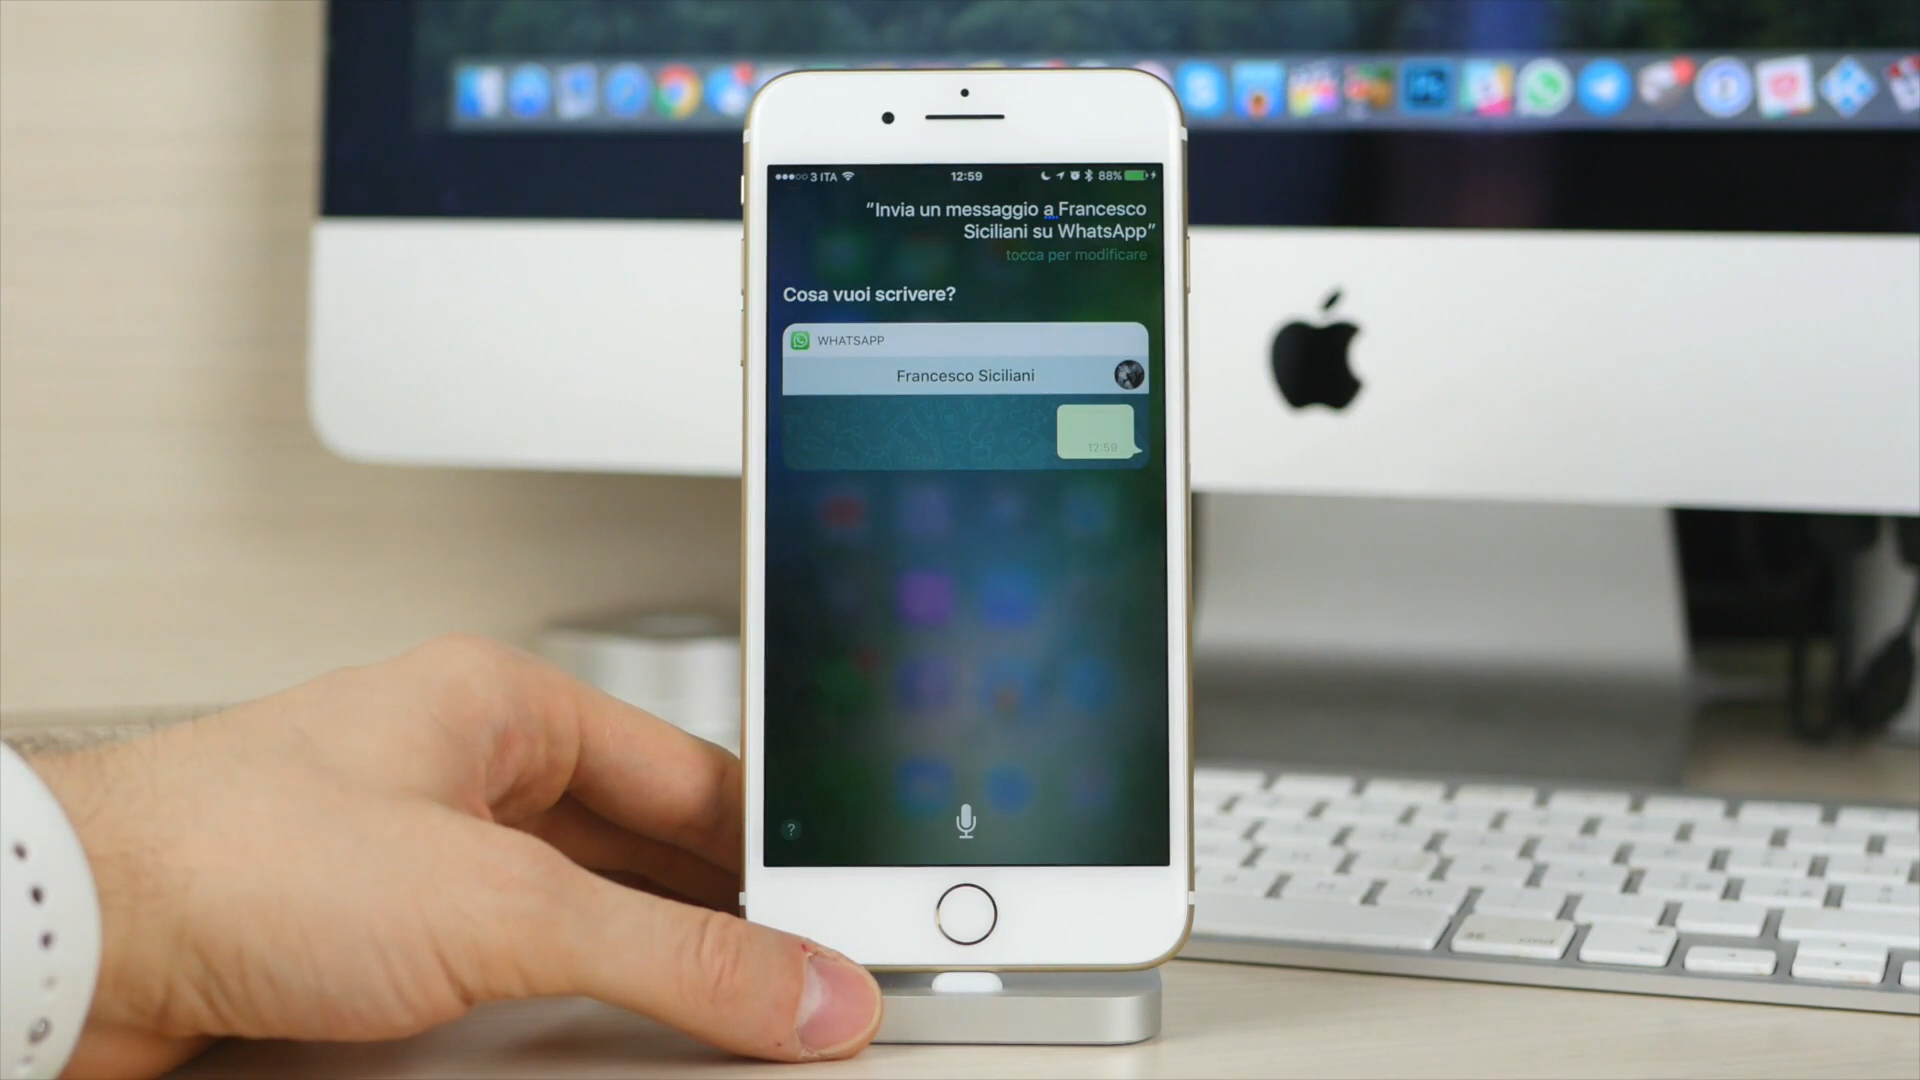 3 ITA 12:59 88%
"Invia un messaggio a Francesco
Siciliani su WhatsApp"
tocca per modificare
Cosa vuoi scrivere?
WHATSAPP
Francesco Siciliani
12:59
?
cmd